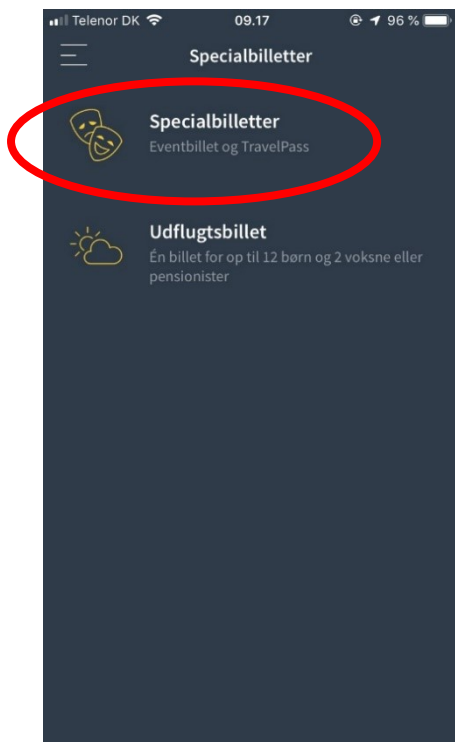 Telenor DK 09.17 96 %
Specialbilletter
Specialbilletter
Eventbillet og TravelPass
Udflugtsbillet
Én billet for op til 12 børn og 2 voksne eller
pensionister